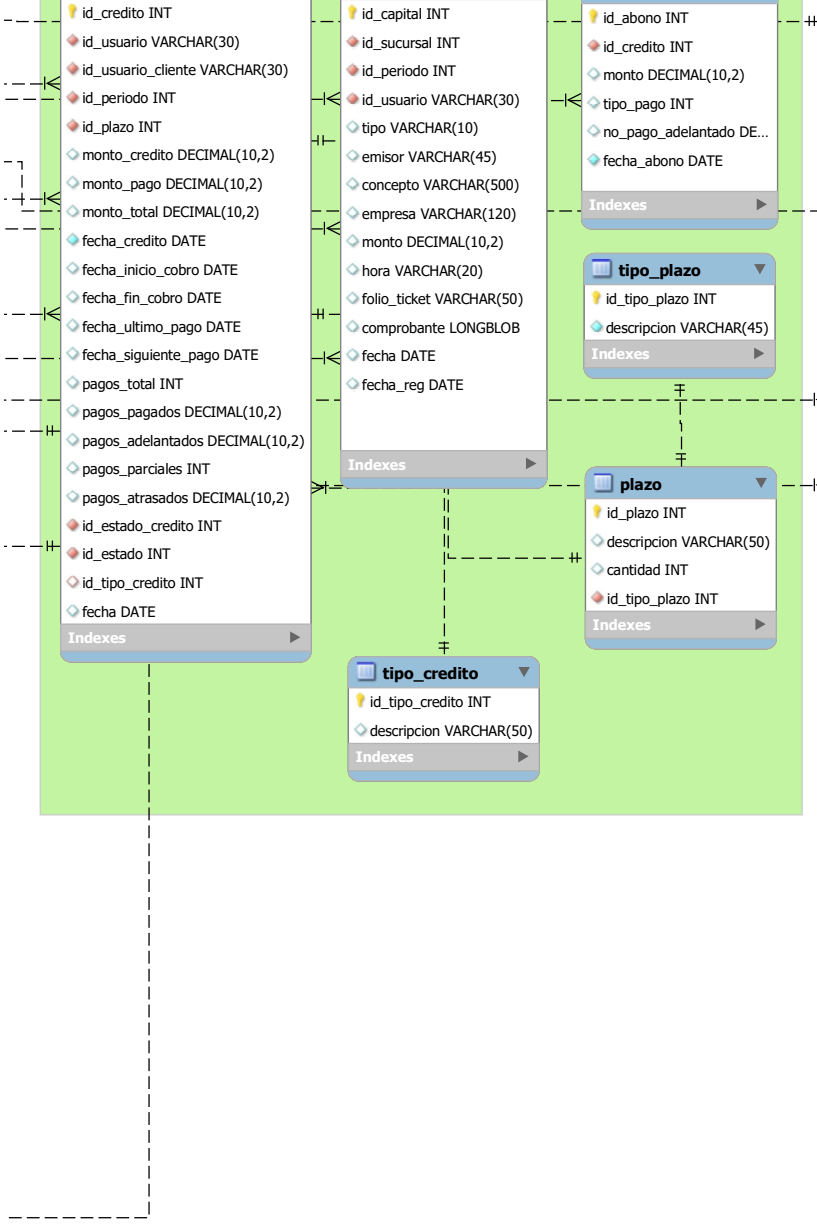 id_credito INT
id_usuario VARCHAR(30)
id_usuario_cliente VARCHAR(30)
id_periodo INT
id_plazo INT
monto_credito DECIMAL(10,2)
monto_pago DECIMAL(10,2)
monto_total DECIMAL(10,2)
fecha_credito DATE
fecha_inicio_cobro DATE
fecha_fin_cobro DATE
fecha_ultimo_pago DATE
fecha_siguiente_pago DATE
pagos_total INT
pagos_pagados DECIMAL(10,2)
pagos_adelantados DECIMAL(10,2)
pagos_parciales INT
pagos_atrasados DECIMAL(10,2)
id_estado_credito INT
id_estado INT
id_tipo_credito INT
fecha DATE
Indexes
id_capital INT
id_sucursal INT
id_periodo INT
id_usuario VARCHAR(30)
tipo VARCHAR(10)
emisor VARCHAR(45)
concepto VARCHAR(500)
empresa VARCHAR(120)
monto DECIMAL(10,2)
hora VARCHAR(20)
folio_ticket VARCHAR(50)
comprobante LONGBLOB
fecha DATE
fecha_reg DATE
Indexes
id_abono INT
id_credito INT
monto DECIMAL(10,2)
tipo_pago INT
no_pago_adelantado DE...
fecha_abono DATE
Indexes
tipo_plazo
id_tipo_plazo INT
descripcion VARCHAR(45)
Indexes
plazo
id_plazo INT
descripcion VARCHAR(50)
cantidad INT
id_tipo_plazo INT
Indexes
tipo_credito
id_tipo_credito INT
descripcion VARCHAR(50)
Indexes